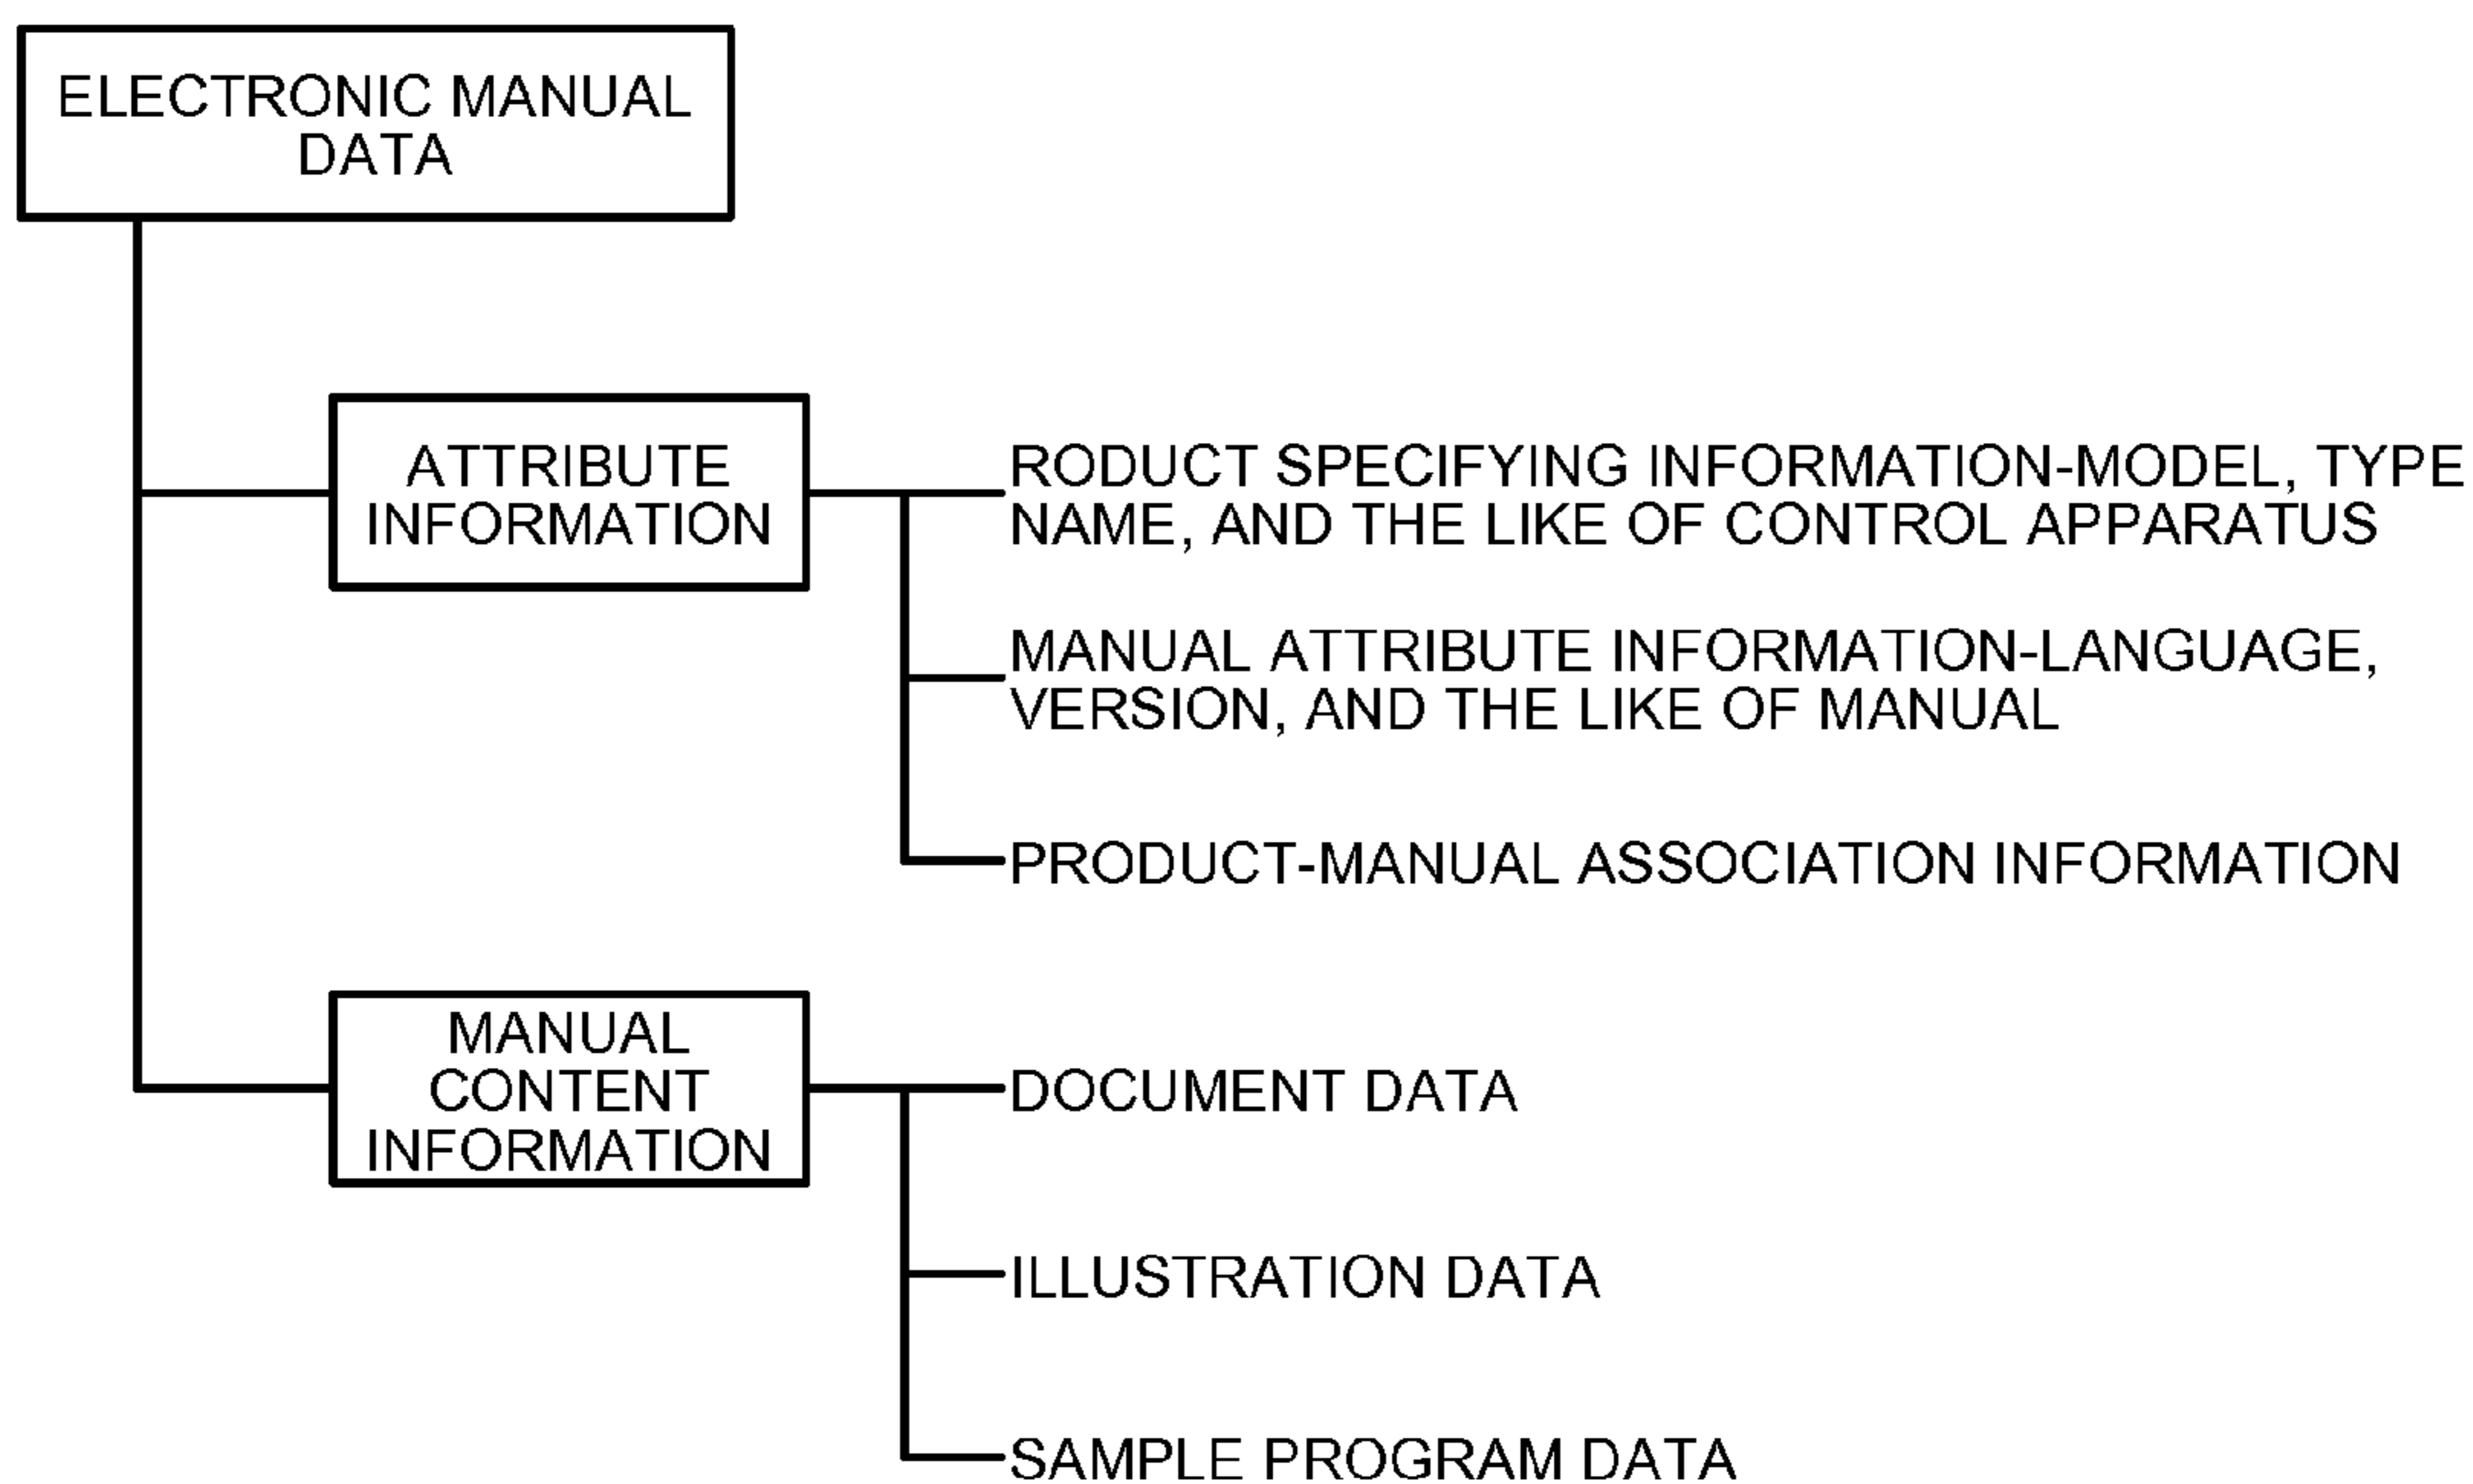 ELECTRONIC MANUAL
DATA
ATTRIBUTE
INFORMATION
RODUCT SPECIFYING INFORMATION-MODEL, TYPE
NAME, AND THE LIKE OF CONTROL APPARATUS
MANUAL ATTRIBUTE INFORMATION-LANGUAGE,
VERSION, AND THE LIKE OF MANUAL
PRODUCT-MANUAL ASSOCIATION INFORMATION
MANUAL
CONTENT
INFORMATION
DOCUMENT DATA
ILLUSTRATION DATA
SAMPLE PROGRAM DATA